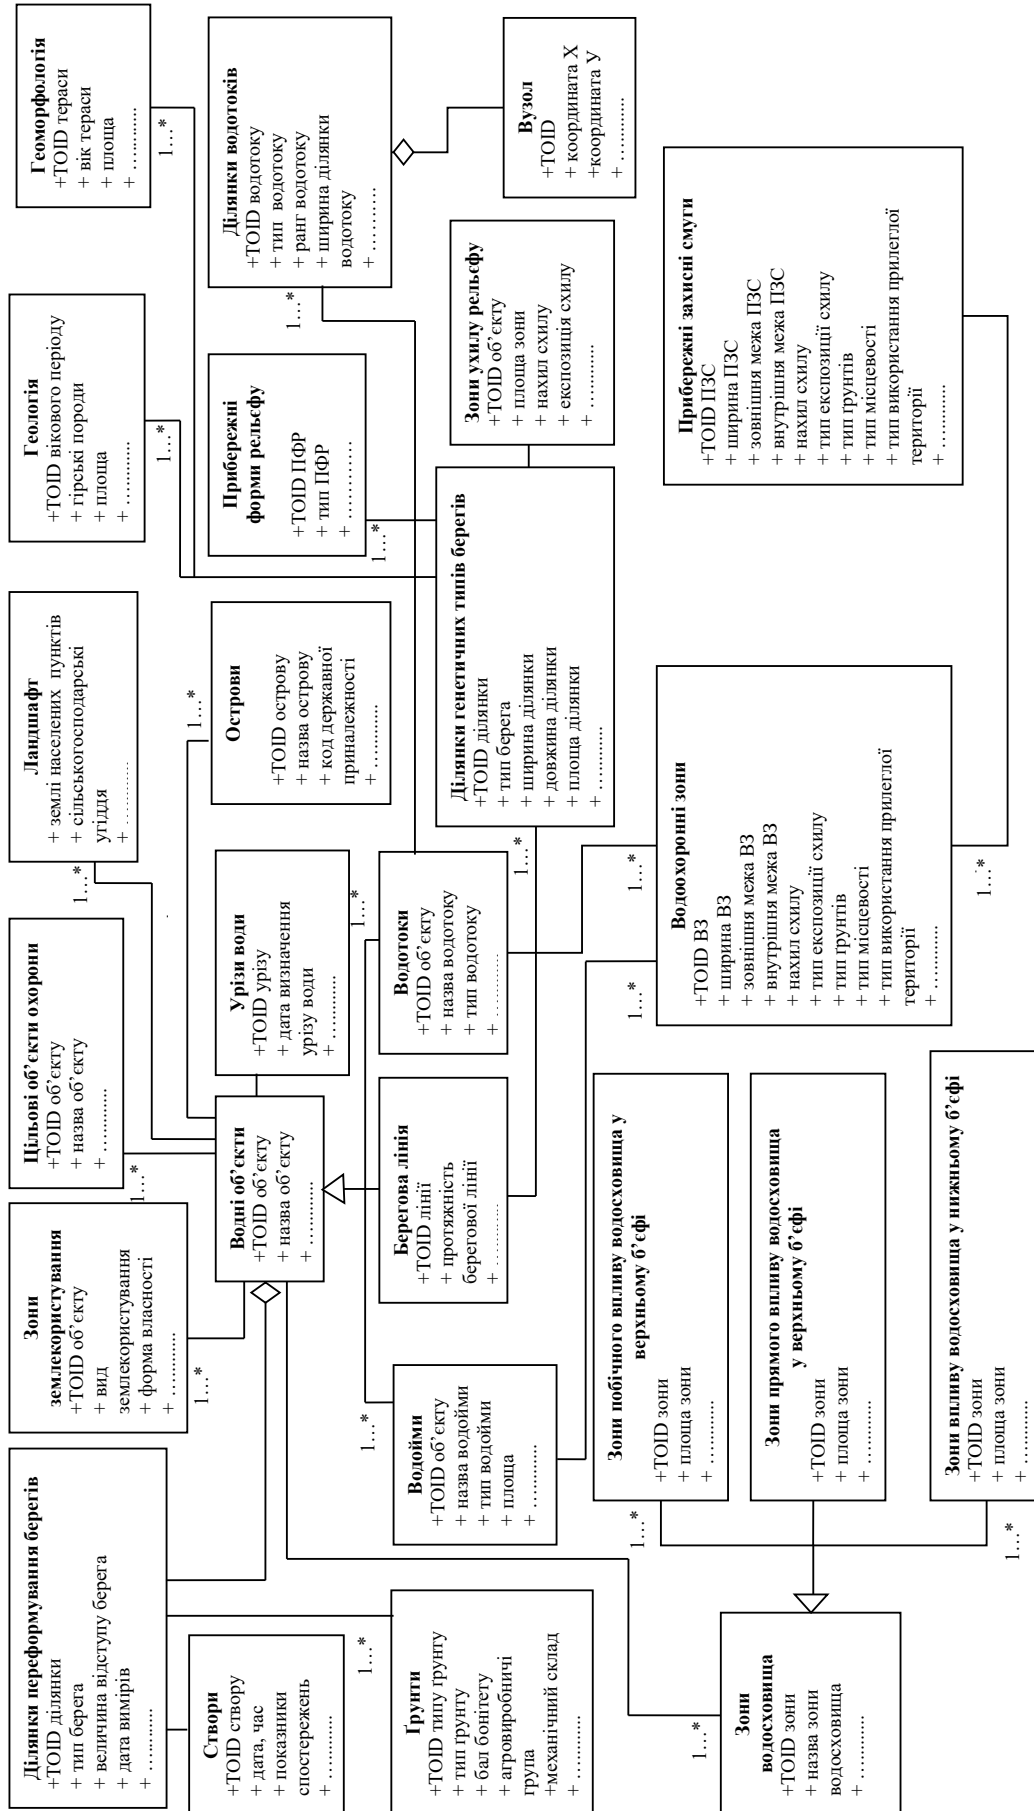 Ділянки переформування берегів
+TOID ділянки
+ тип берега
+ величина відступу берега
+ дата вимірів
+ ...........
Зони
землекористування
+TOID об’єкту
+ вид
землекористування
+ форма власності
+ ...........
1…*
Цільові об’єкти охорони
+TOID об’єкту
+ назва об’єкту
+ ...........
1…*
Ландшафт
+ землі населених пунктів
+ сільськогосподарські
угіддя
+ ...........
1…*
Геологія
+TOID вікового періоду
+ гірські породи
+ площа
+ ...........
1…*
Геоморфологія
+TOID тераси
+ вік тераси
+ площа
+ ...........
1…*
Створи
+TOID створу
+ дата, час
+ показник
спостережень
+ ...........
Водні об’єкти
+TOID об’єкту
+ назва об’єкту
+ ...........
Урізи води
+TOID урізу
+ дата визначення
урізу води
+ ...........
1…*
Острови
+TOID острову
+ назва острову
+ код державної
приналежності
+ ...........
1…*
Прибережні
форми рельєфу
+TOID ПФР
+ тип ПФР
+ ...........
1…*
Ділянки водотоків
+TOID водотоку
+ тип водотоку
+ ранг водотоку
+ ширина ділянки
водотоку
+ ...........
1…*
Ґрунти
+TOID типу ґрунту
+ тип ґрунту
+ бал бонітету
+ агровиробничі
група
+механічний склад
+ ...........
1…*
Водойми
+TOID об’єкту
+ назва водойми
+ тип водойми
+ площа
+ ...........
1…*
Берегова лінія
+TOID лінії
+ протяжність
берегової лінії
+ ...........
Водотоки
+TOID об’єкту
+ назва водотоку
+ тип водотоку
+ ...........
Ділянки генетичних типів берегів
+TOID ділянки
+ тип берега
+ ширина ділянки
+ довжина ділянки
+ площа ділянки
+ ...........
1…*
Зони ухилу рельєфу
+TOID об’єкту
+ площа зони
+ нахил схилу
+ експозиція схилу
+ ...........
Вузол
+TOID
+ координата Х
+координата У
+ ...........
Зони побічного впливу водосховища у
верхньому б’єфі
+TOID зони
+ площа зони
+ ...........
1…*
Водоохоронні зони
+TOID ВЗ
+ ширина ВЗ
+ зовнішня межа ВЗ
+ внутрішня межа ВЗ
+ нахил схилу
+ тип експозиції схилу
+ тип ґрунтів
+ тип місцевості
+ тип використання прилеглої
території
+ ...........
1…*
1…*
1…*
Прибережні захисні смуги
+TOID ПЗС
+ ширина ПЗС
+ зовнішня межа ПЗС
+ внутрішня межа ПЗС
+ нахил схилу
+ тип експозиції схилу
+ тип ґрунтів
+ тип місцевості
+ тип використання прилеглої
території
+ ...........
Зони
водосховища
+TOID зони
+ назва зони
водосховища
+ ...........
1…*
Зони прямого впливу водосховища
у верхньому б’єфі
+TOID зони
+ площа зони
+ ...........
Зони впливу водосховища у нижньому б’єфі
+TOID зони
+ площа зони
+ ...........
1…*